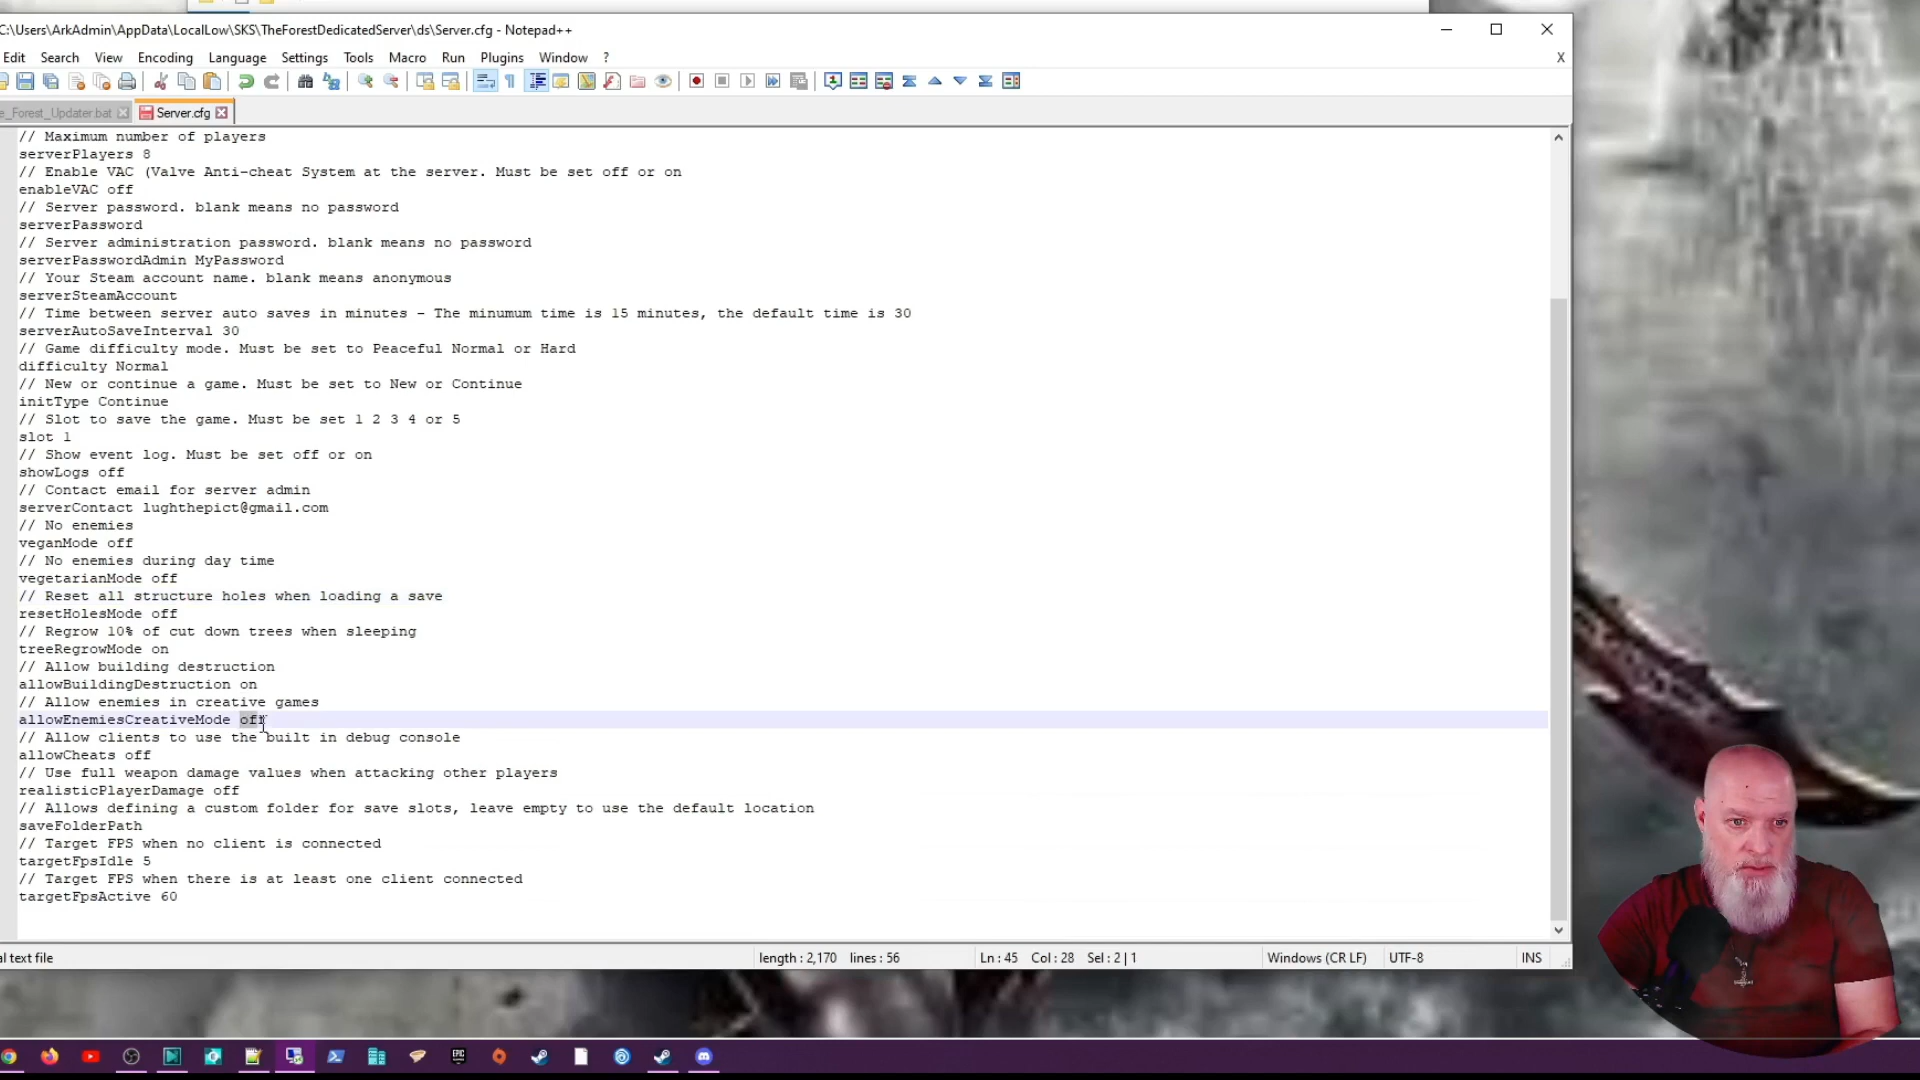 C:\Users\ArkAdmin\AppData\LocalLow\SKS\TheForestDedicatedServer\ds\Server.cfg - Notepad++
Edit Search View Encoding Language Settings Tools Macro Run Plugins Window ? X
e_Forest_Updater.bat Server.cfg
// Maximum number of players
serverPlayers 8
// Enable VAC (Valve Anti-cheat System at the server. Must be set off or on
enableVAC off
// Server password. blank means no password
serverPassword
// Server administration password. blank means no password
serverPasswordAdmin MyPassword
// Your Steam account name. blank means anonymous
serverSteamAccount
// Time between server auto saves in minutes - The minumum time is 15 minutes, the default time is 30
serverAutoSaveInterval 30
// Game difficulty mode. Must be set to Peaceful Normal or Hard
difficulty Normal
// New or continue a game. Must be set to New or Continue
initType Continue
// Slot to save the game. Must be set 1 2 3 4 or 5
slot 1
// Show event log. Must be set off or on
showLogs off
// Contact email for server admin
serverContact lughthepict@gmail.com
// No enemies
veganMode off
// No enemies during day time
vegetarianMode off
// Reset all structure holes when loading a save
resetHolesMode off
// Regrow 10% of cut down trees when sleeping
treeRegrowMode on
// Allow building destruction
allowBuildingDestruction on
// Allow enemies in creative games
allowEnemiesCreativeMode off
// Allow clients to use the built in debug console
allowCheats off
// Use full weapon damage values when attacking other players
realisticPlayerDamage off
// Allows defining a custom folder for save slots, leave empty to use the default location
saveFolderPath
// Target FPS when no client is connected
targetFpsIdle 5
// Target FPS when there is at least one client connected
targetFpsActive 60
al text file length : 2,170 lines : 56 Ln : 45 Col : 28 Sel : 2 | 1 Windows (CR LF) UTF-8 INS
EPIC